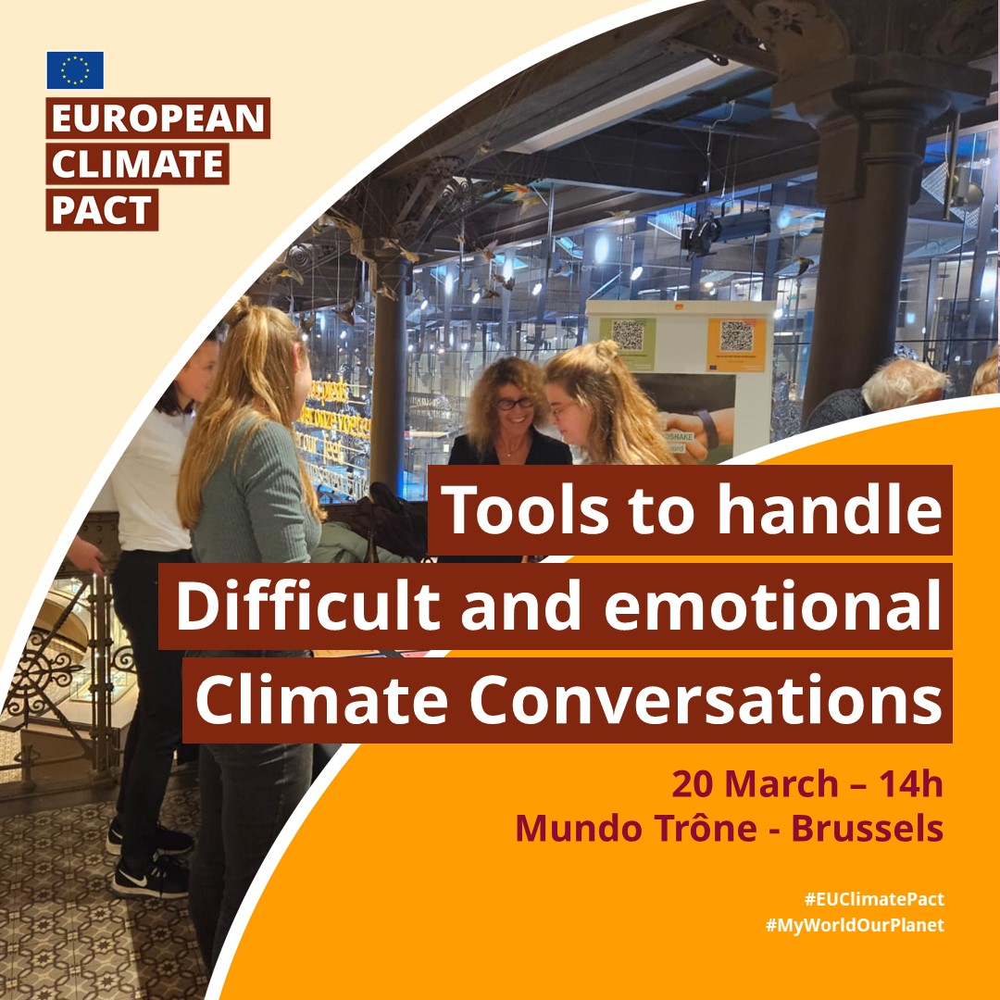 EUROPEAN
CLIMATE
PACT
Tools to handle
Difficult and emotional
Climate Conversations
20 March – 14h
Mundo Trône - Brussels
#EUClimatePact
#MyWorldOurPlanet